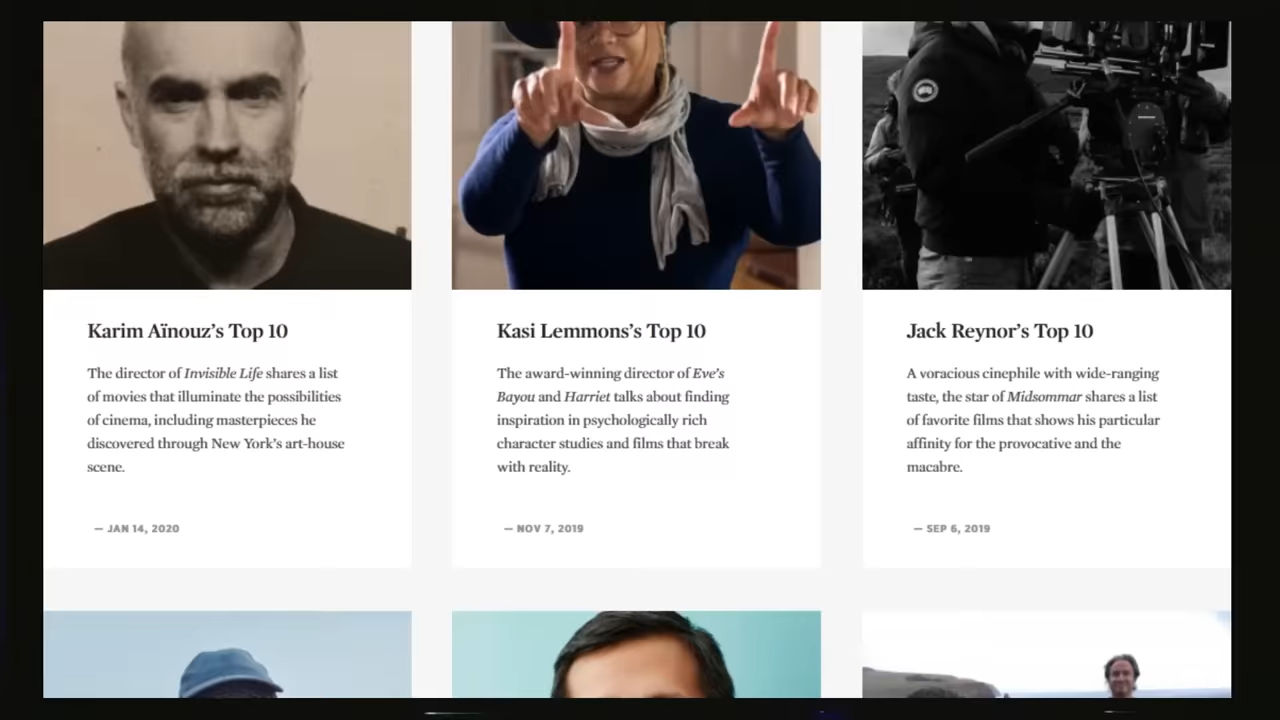 Karim Aïnouz’s Top 10
The director of Invisible Life shares a list
of movies that illuminate the possibilities
of cinema, including masterpieces he
discovered through New York’s art-house
scene.
— JAN 14, 2020
Kasi Lemmons’s Top 10
The award-winning director of Eve’s
Bayou and Harriet talks about finding
inspiration in psychologically rich
character studies and films that break
with reality.
— NOV 7, 2019
Jack Reynor’s Top 10
A voracious cinephile with wide-ranging
taste, the star of Midsommar shares a list
of favorite films that shows his particular
affinity for the provocative and the
macabre.
— SEP 6, 2019